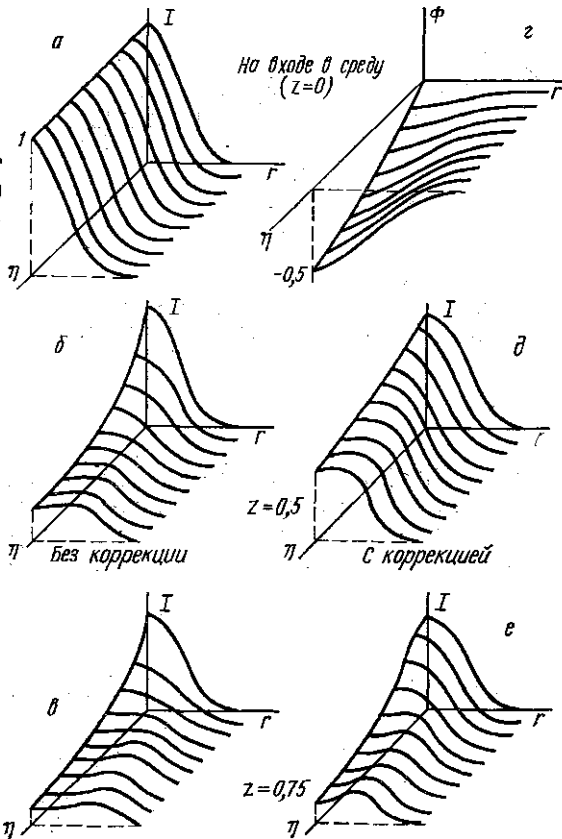 а
I
1
η
r
Ф
г
На входе в среду
(z=0)
r
η
-0,5
б
I
r
η
Без коррекции
д
I
z=0,5
η
С коррекцией
в
I
r
η
е
I
r
z=0,75
η